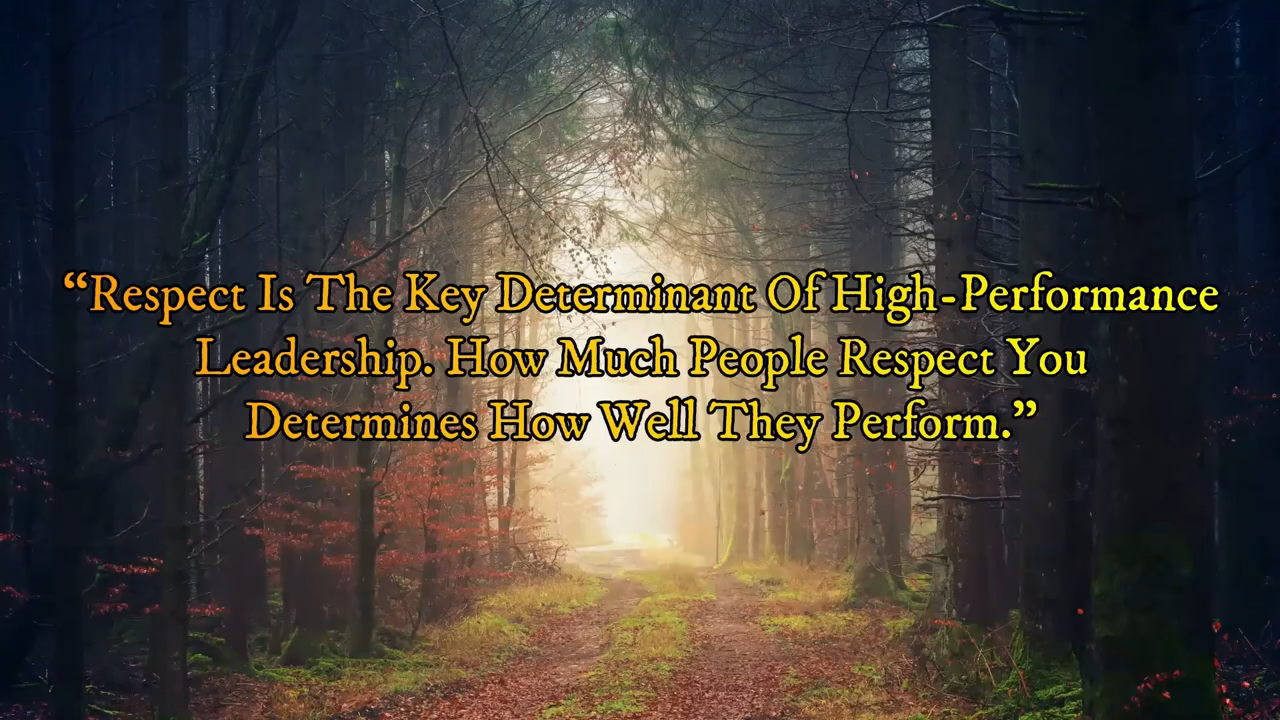 “Respect Is The Key Determinant Of High-Performance
Leadership. How Much People Respect You
Determines How Well They Perform.”